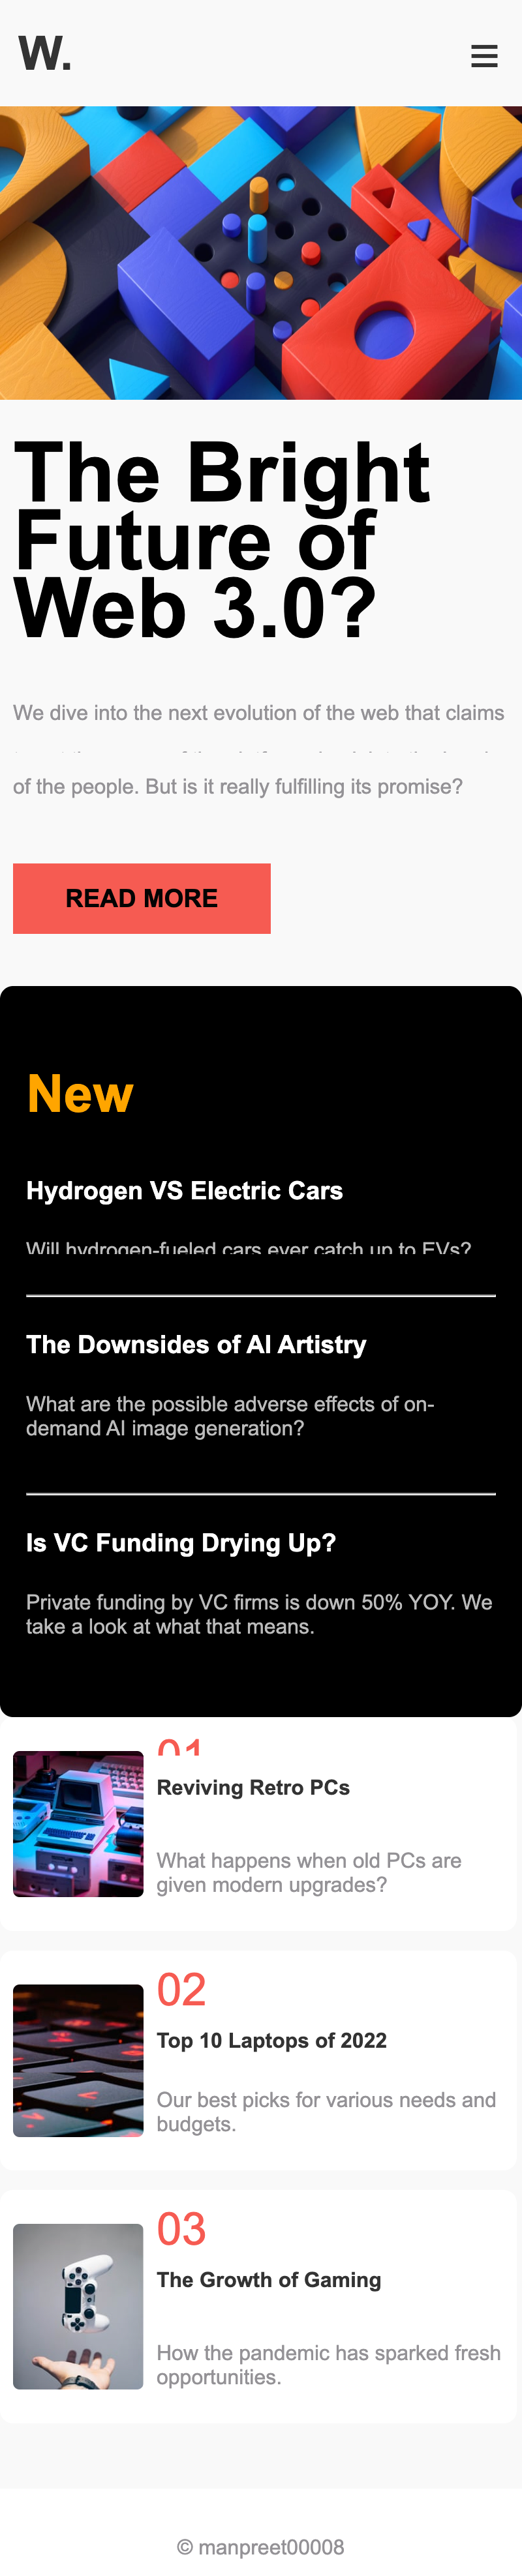 W.
The Bright
Future of
Web 3.0?
We dive into the next evolution of the web that claims
of the people. But is it really fulfilling its promise?
READ MORE
New
Hydrogen VS Electric Cars
Will hydrogen-fueled cars ever catch up to EVs?
The Downsides of AI Artistry
What are the possible adverse effects of on-
demand AI image generation?
Is VC Funding Drying Up?
Private funding by VC firms is down 50% YOY. We
take a look at what that means.
01
Reviving Retro PCs
What happens when old PCs are
given modern upgrades?
02
Top 10 Laptops of 2022
Our best picks for various needs and
budgets.
03
The Growth of Gaming
How the pandemic has sparked fresh
opportunities.
© manpreet00008